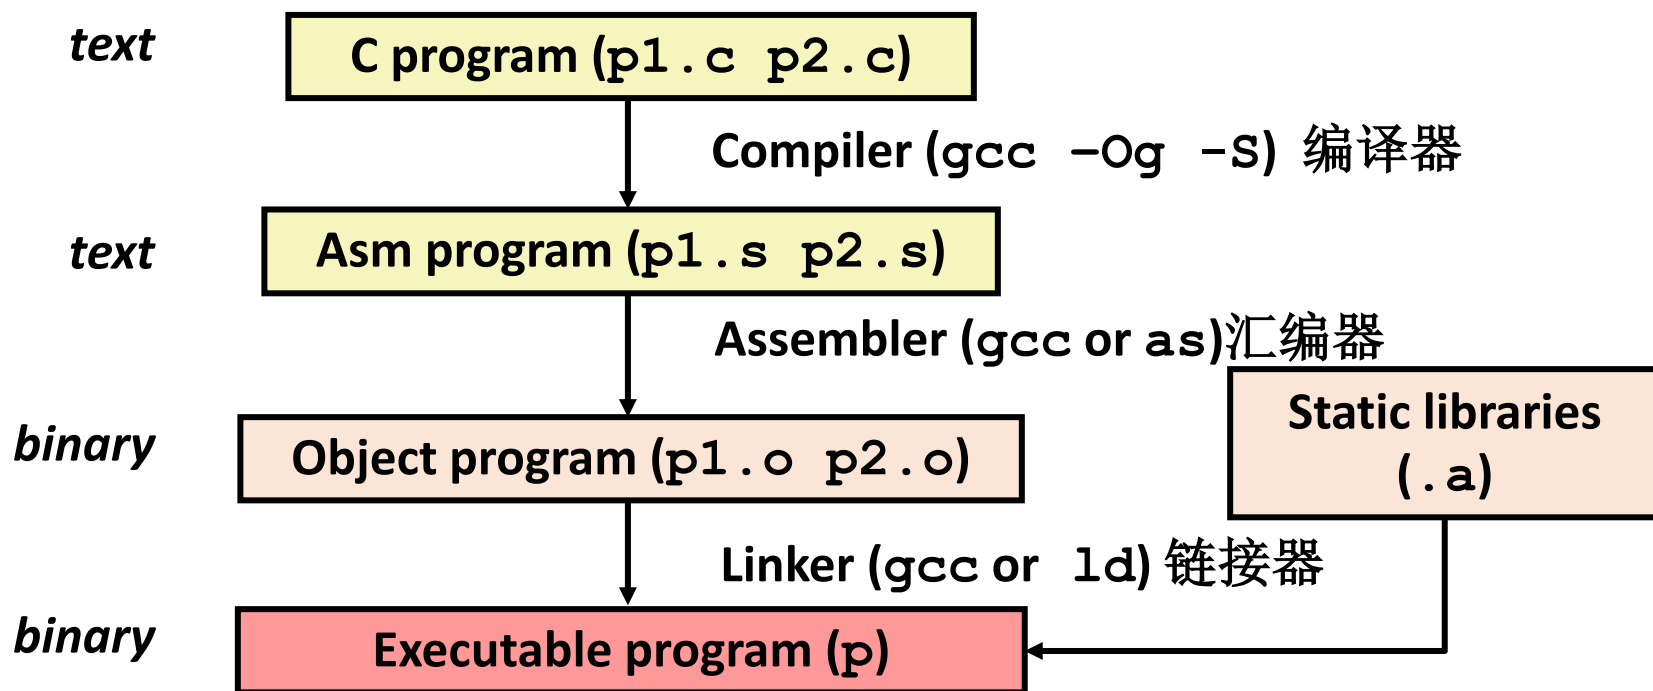 text
C program (p1.c p2.c)
Compiler (gcc –Og -S) 编译器
text
Asm program (p1.s p2.s)
Assembler (gcc or as)汇编器
binary
Object program (p1.o p2.o)
Static libraries
(.a)
Linker (gcc or ld) 链接器
binary
Executable program (p)